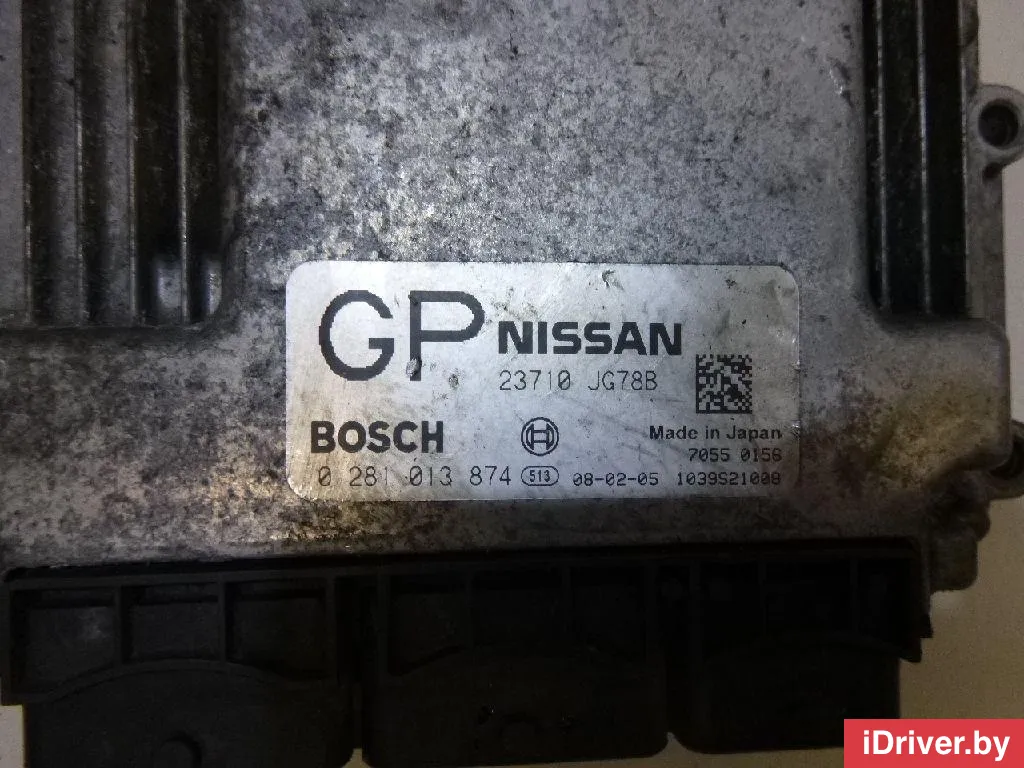 GP NISSAN
23710 JG78B
BOSCH
Made in Japan
7055 0156
0 281 013 874 513 08-02-05 1039S21008
iDriver.by